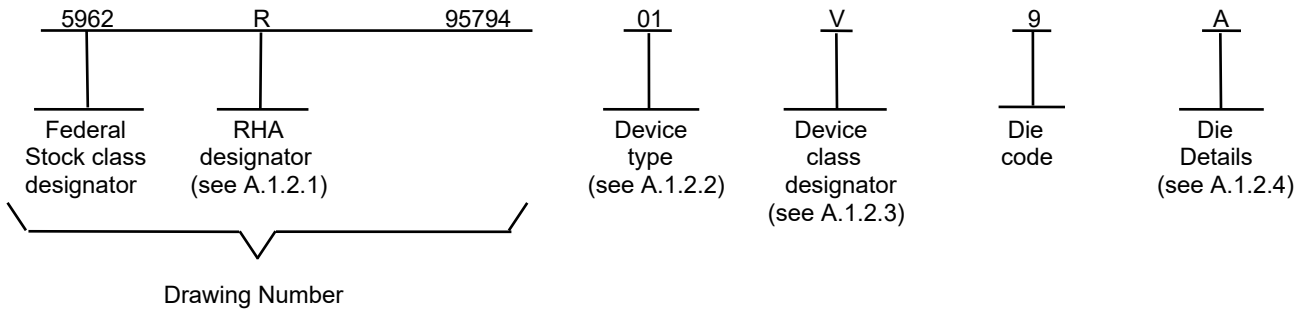 5962 R 95794 01 V 9 A
Federal RHA Device Device Die Die
Stock class designator type class code Details
designator (see A.1.2.1) (see A.1.2.2) designator (see A.1.2.4)
(see A.1.2.3)
Drawing Number